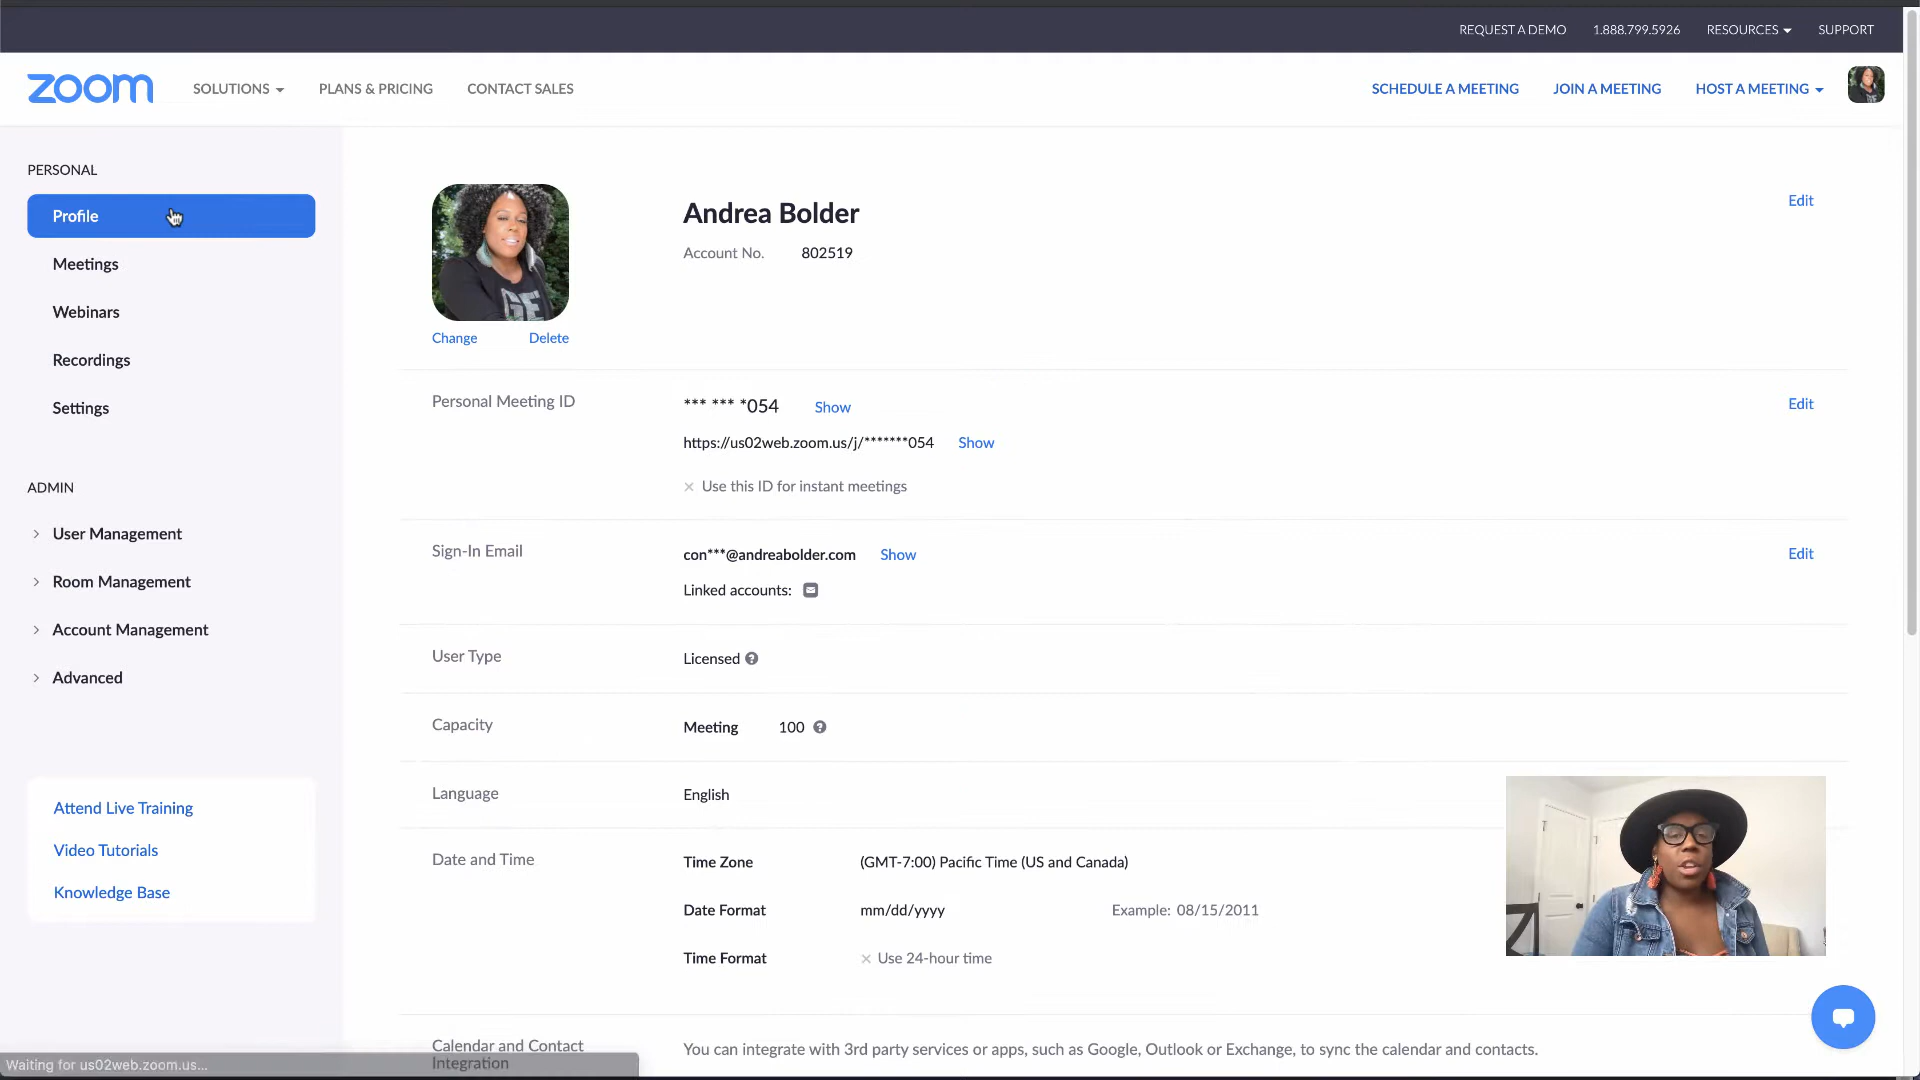 REQUEST A DEMO 1.888.799.5926 RESOURCES SUPPORT
zoom SOLUTIONS PLANS & PRICING CONTACT SALES SCHEDULE A MEETING JOIN A MEETING HOST A MEETING
PERSONAL
Profile
Meetings
Webinars
Recordings
Settings
ADMIN
User Management
Room Management
Account Management
Advanced
Attend Live Training
Video Tutorials
Knowledge Base
GE
Change Delete
Andrea Bolder Edit
Account No. 802519
Personal Meeting ID *** *** *054 Show Edit
https://us02web.zoom.us/j/*******054 Show
× Use this ID for instant meetings
Sign-In Email con***@andreabolder.com Show Edit
Linked accounts:
User Type Licensed ?
Capacity Meeting 100 ?
Language English
Date and Time Time Zone (GMT-7:00) Pacific Time (US and Canada)
Date Format mm/dd/yyyy Example: 08/15/2011
Time Format × Use 24-hour time
Calendar and Contact You can integrate with 3rd party services or apps, such as Google, Outlook or Exchange, to sync the calendar and contacts.
Integration
Waiting for us02web.zoom.us...